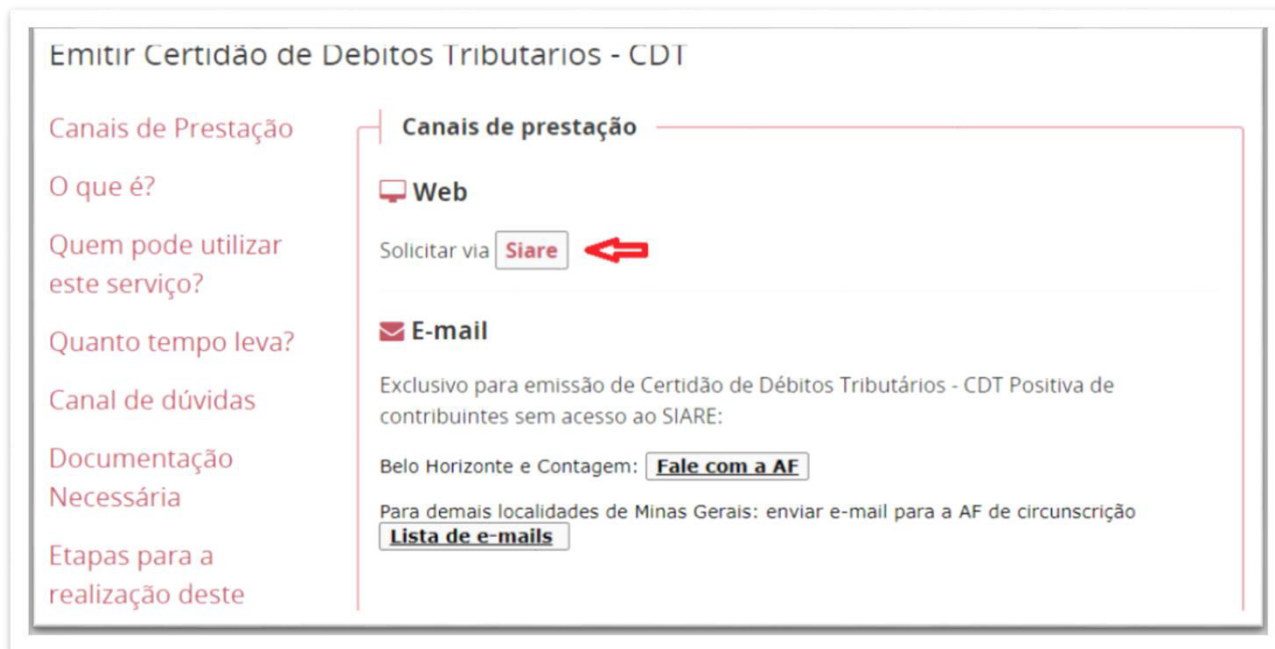 Emitir Certidão de Débitos Tributários - CDT
Canais de Prestação
O que é?
Quem pode utilizar
este serviço?
Quanto tempo leva?
Canal de dúvidas
Documentação
Necessária
Etapas para a
realização deste
Canais de prestação
Web
Solicitar via Siare
E-mail
Exclusivo para emissão de Certidão de Débitos Tributários - CDT Positiva de
contribuintes sem acesso ao SIARE:
Belo Horizonte e Contagem: Fale com a AF
Para demais localidades de Minas Gerais: enviar e-mail para a AF de circunscrição
Lista de e-mails